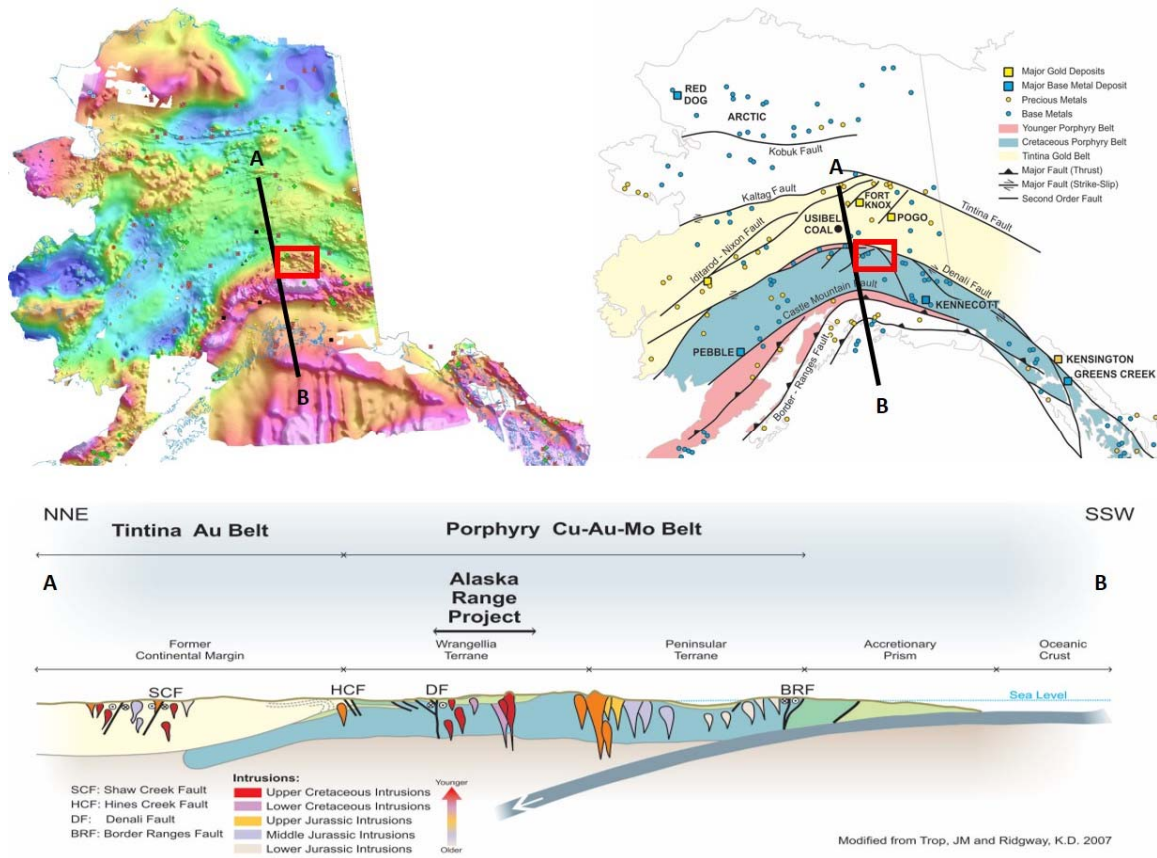 A
B
RED
DOG
ARCTIC
Kobuk Fault
A
Kaltag Fault
FORT
KNOX
USIBELI
COAL
POGO
Tintina Fault
Iditarod - Nixon Fault
Denali Fault
Castle Mountain Fault
KENNECOTT
PEBBLE
Border - Ranges Fault
B
KENSINGTON
GREENS CREEK
Major Gold Deposits
Major Base Metal Deposit
Precious Metals
Base Metals
Younger Porphyry Belt
Cretaceous Porphyry Belt
Tintina Gold Belt
Major Fault (Thrust)
Major Fault (Strike-Slip)
Second Order Fault
NNE
SSW
Tintina Au Belt
Porphyry Cu-Au-Mo Belt
A
Alaska
Range
Project
B
Former
Continental Margin
Wrangellia
Terrane
Peninsular
Terrane
Accretionary
Prism
Oceanic
Crust
SCF
HCF
DF
BRF
Sea Level
SCF: Shaw Creek Fault
HCF: Hines Creek Fault
DF: Denali Fault
BRF: Border Ranges Fault
Intrusions:
Upper Cretaceous Intrusions
Lower Cretaceous Intrusions
Upper Jurassic Intrusions
Middle Jurassic Intrusions
Lower Jurassic Intrusions
Younger
Older
Modified from Trop, JM and Ridgway, K.D. 2007